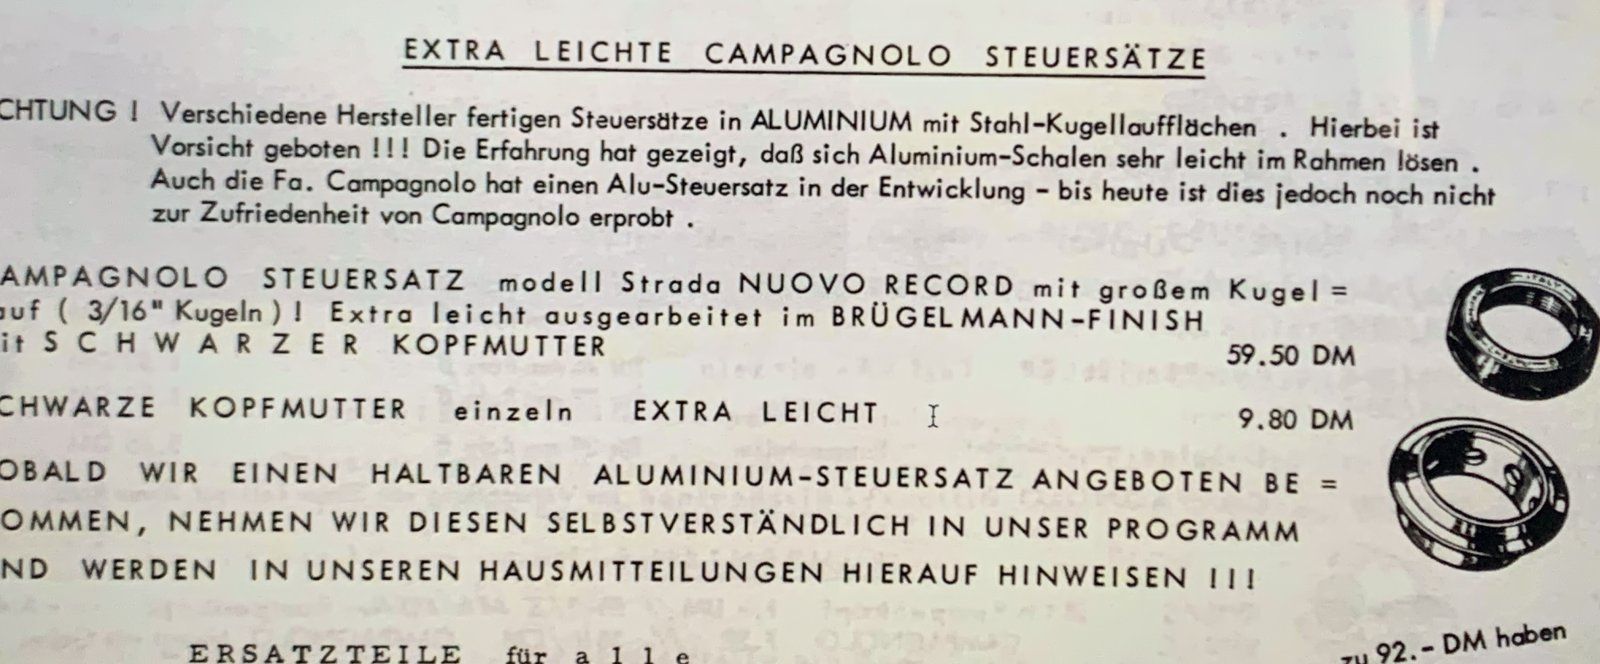 EXTRA LEICHTE CAMPAGNOLO STEUERSÄTZE
CHTUNG ! Verschiedene Hersteller fertigen Steuersätze in ALUMINIUM mit Stahl-Kugellaufflächen . Hierbei ist
Vorsicht geboten !!! Die Erfahrung hat gezeigt, daß sich Aluminium-Schalen sehr leicht im Rahmen lösen .
Auch die Fa. Campagnolo hat einen Alu-Steuersatz in der Entwicklung - bis heute ist dies jedoch noch nicht
zur Zufriedenheit von Campagnolo erprobt .
AMPAGNOLO STEUERSATZ modell Strada NUOVO RECORD mit großem Kugel =
auf ( 3/16" Kugeln ) ! Extra leicht ausgearbeitet im BRÜGELMANN-FINISH
it S C H W A R Z E R KOPFMUTTER 59.50 DM
CHWARZE KOPFMUTTER einzeln EXTRA LEICHT 9.80 DM
OBALD WIR EINEN HALTBAREN ALUMINIUM-STEUERSATZ ANGEBOTEN BE =
OMMEN, NEHMEN WIR DIESEN SELBSTVERSTÄNDLICH IN UNSER PROGRAMM
ND WERDEN IN UNSEREN HAUSMITTEILUNGEN HIERAUF HINWEISEN !!!
zu 92.- DM haben
ERSATZTEILE für a l l e